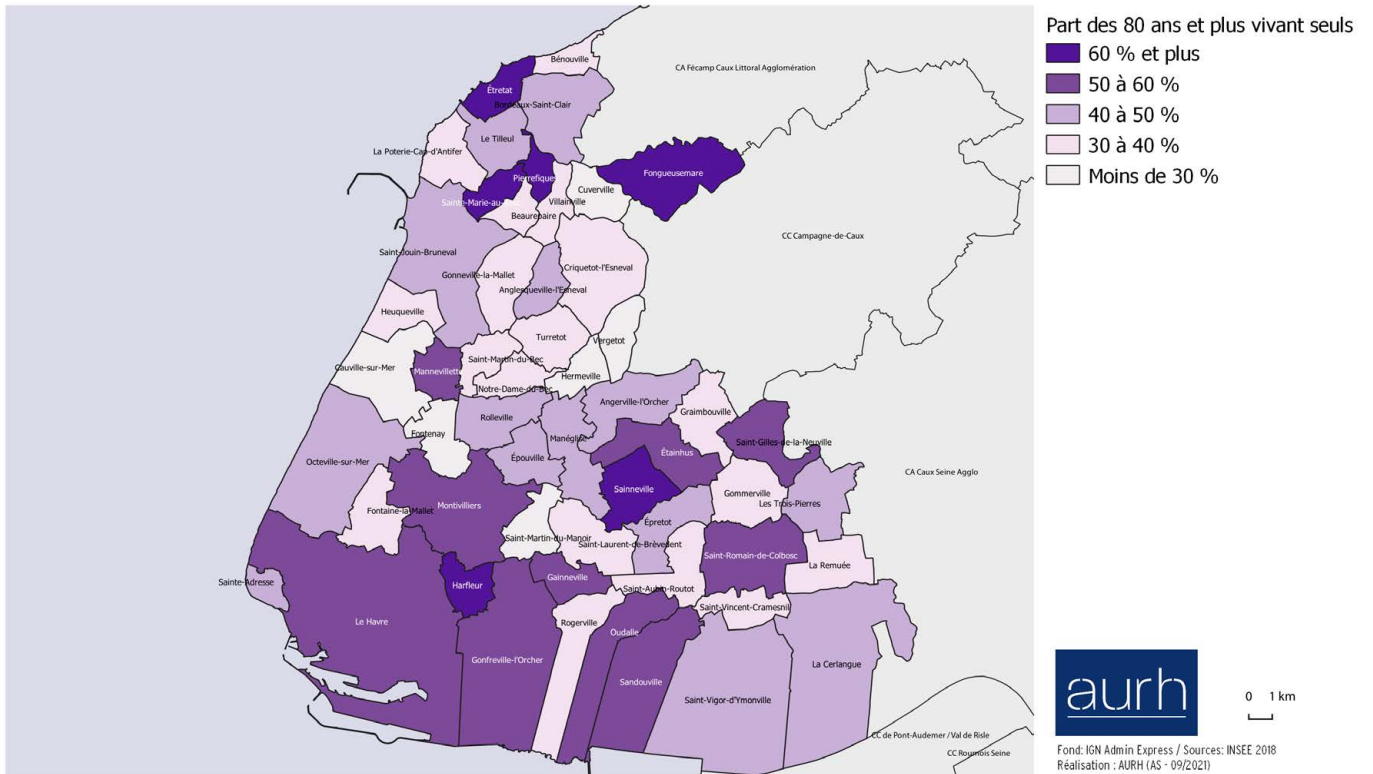 Part des 80 ans et plus vivant seuls
60 % et plus
50 à 60 %
40 à 50 %
30 à 40 %
Moins de 30 %
Bénouville
CA Fécamp Caux Littoral Agglomération
Étretat
Bordeaux-Saint-Clair
Le Tilleul
La Poterie-Cap-d'Antifer
Fongueusemare
Pierrefiques
Cuverville
Villainville
Beaurepaire
CC Campagne-de-Caux
Saint-Jouin-Bruneval
Criquetot-l'Esneval
Gonneville-la-Mallet
Anglesqueville-l'Esneval
Heuqueville
Turretot
Vergetot
Saint-Martin-du-Bec
Cauville-sur-Mer
Mannevillette
Hermeville
Notre-Dame-du-Bec
Angerville-l'Orcher
Graimbouville
Rolleville
Fontenay
Manéglise
Saint-Gilles-de-la-Neuville
Étainhus
Épouville
Octeville-sur-Mer
CA Caux Seine Agglo
Sainneville
Gommerville
Les Trois-Pierres
Montivilliers
Fontaine-la-Mallet
Épretot
Saint-Martin-du-Manoir
Saint-Laurent-de-Brèvedent
Saint-Romain-de-Colbosc
La Remuée
Gainneville
Sainte-Adresse
Harfleur
Saint-Aubin-Routot
Saint-Vincent-Cramesnil
Le Havre
Rogerville
Oudalle
Gonfreville-l'Orcher
La Cerlangue
Sandouville
Saint-Vigor-d'Ymonville
CC de Pont-Audemer / Val de Risle
CC Roumois Seine
aurh
0 1 km
Fond: IGN Admin Express / Sources: INSEE 2018
Réalisation : AURH (AS - 09/2021)